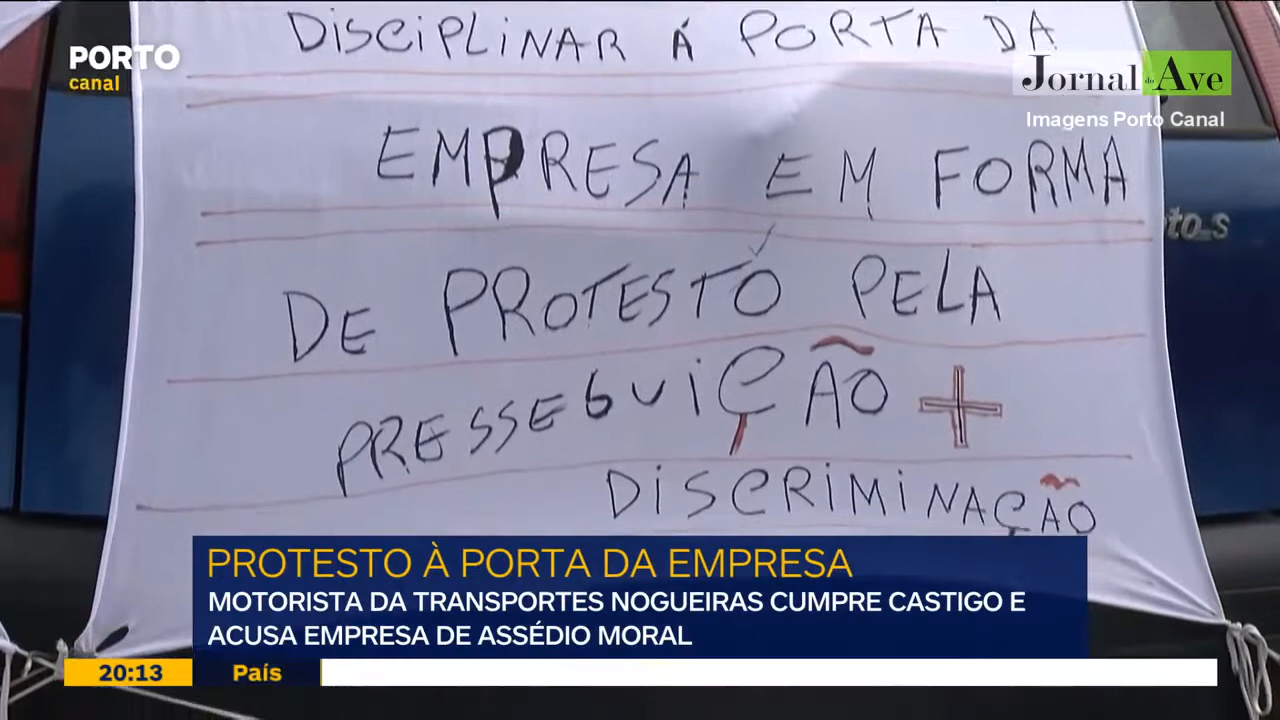 DISCIPLINAR Á PORTA DA
PORTO
canal
Jornal do Ave
Imagens Porto Canal
EMPRESA EM FORMA
to_s
DE PROTESTO PELA
PRESSEGUIÇÃO +
DISCRIMINAÇÃO
PROTESTO À PORTA DA EMPRESA
MOTORISTA DA TRANSPORTES NOGUEIRAS CUMPRE CASTIGO E
ACUSA EMPRESA DE ASSÉDIO MORAL
20:13 País